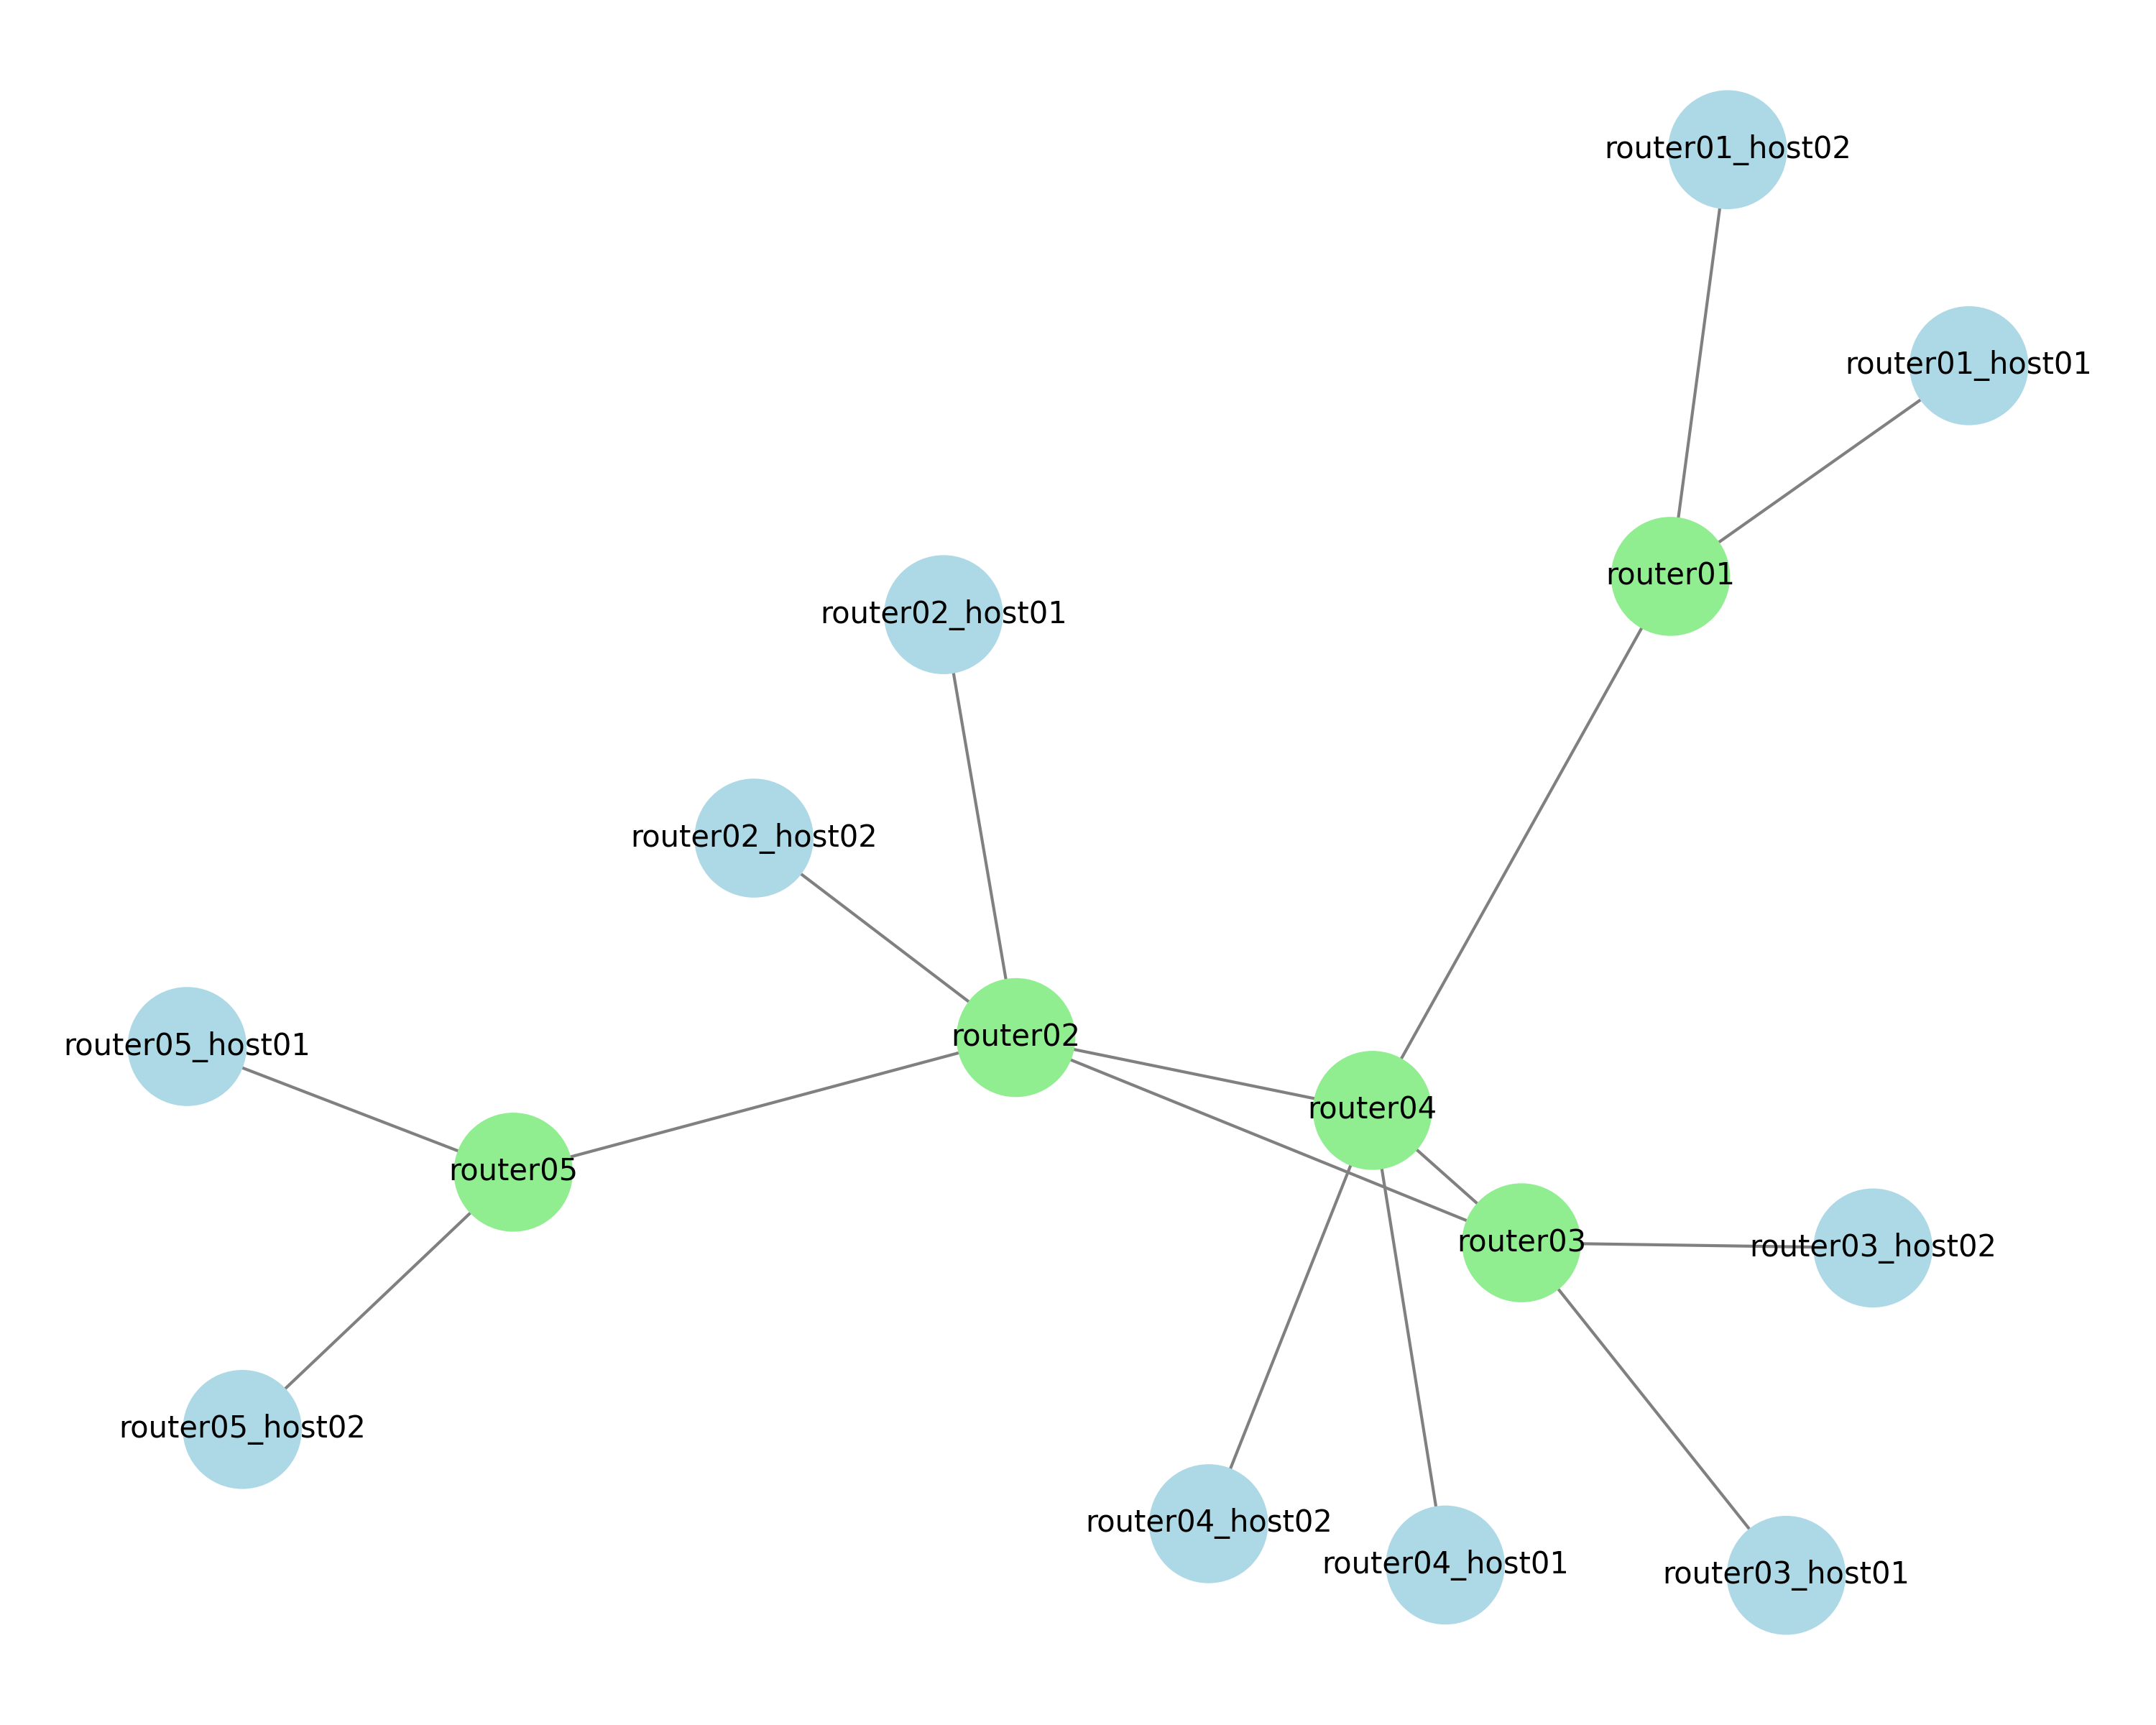 router01_host02
router01_host01
router01
router02_host01
router02_host02
router02
router05_host01
router04
router05
router03
router03_host02
router05_host02
router04_host02
router04_host01
router03_host01